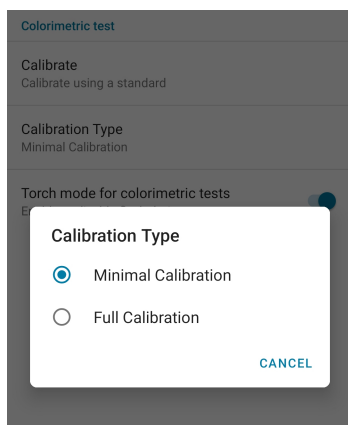 Colorimetric test
Calibrate
Calibrate using a standard
Calibration Type
Minimal Calibration
Torch mode for colorimetric tests
Calibration Type
Minimal Calibration
Full Calibration
CANCEL